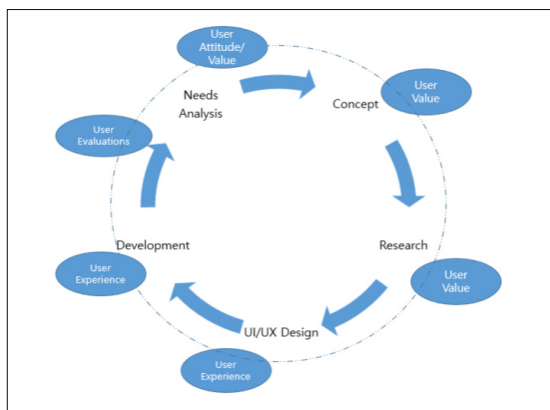 User
Attitude/
Value
Needs
Analysis
Concept
User
Value
User
Evaluations
Development
Research
User
Experience
User
Value
UI/UX Design
User
Experience